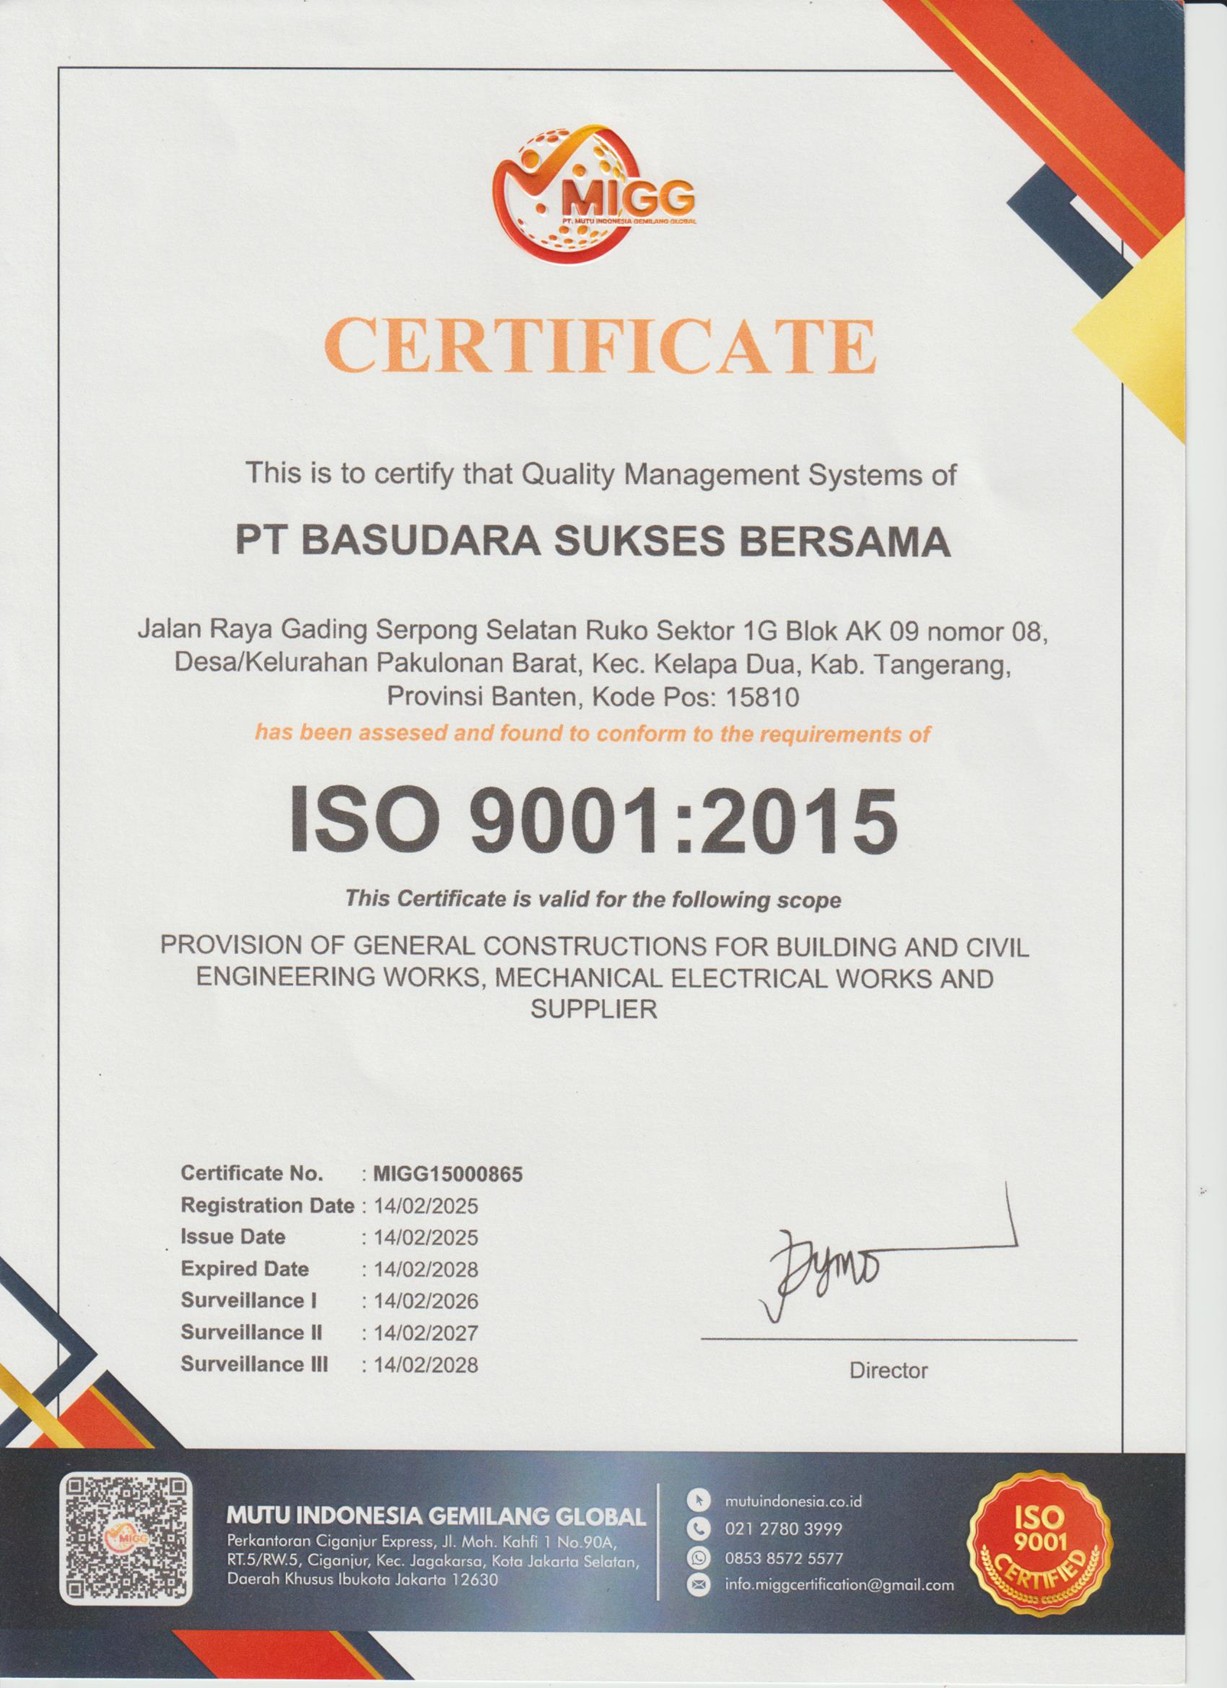 MIGG
PT. MUTU INDONESIA GEMILANG GLOBAL
CERTIFICATE
This is to certify that Quality Management Systems of
PT BASUDARA SUKSES BERSAMA
Jalan Raya Gading Serpong Selatan Ruko Sektor 1G Blok AK 09 nomor 08,
Desa/Kelurahan Pakulonan Barat, Kec. Kelapa Dua, Kab. Tangerang,
Provinsi Banten, Kode Pos: 15810
has been assesed and found to conform to the requirements of
ISO 9001:2015
This Certificate is valid for the following scope
PROVISION OF GENERAL CONSTRUCTIONS FOR BUILDING AND CIVIL
ENGINEERING WORKS, MECHANICAL ELECTRICAL WORKS AND
SUPPLIER
Certificate No. : MIGG15000865
Registration Date : 14/02/2025
Issue Date : 14/02/2025
Expired Date : 14/02/2028
Surveillance I : 14/02/2026
Surveillance II : 14/02/2027
Surveillance III : 14/02/2028
Director
MIGG
MUTU INDONESIA GEMILANG GLOBAL
Perkantoran Ciganjur Express, Jl. Moh. Kahfi 1 No.90A,
RT.5/RW.5, Ciganjur, Kec. Jagakarsa, Kota Jakarta Selatan,
Daerah Khusus Ibukota Jakarta 12630
mutuindonesia.co.id
021 2780 3999
0853 8572 5577
info.miggcertification@gmail.com
ISO
9001
CERTIFIED